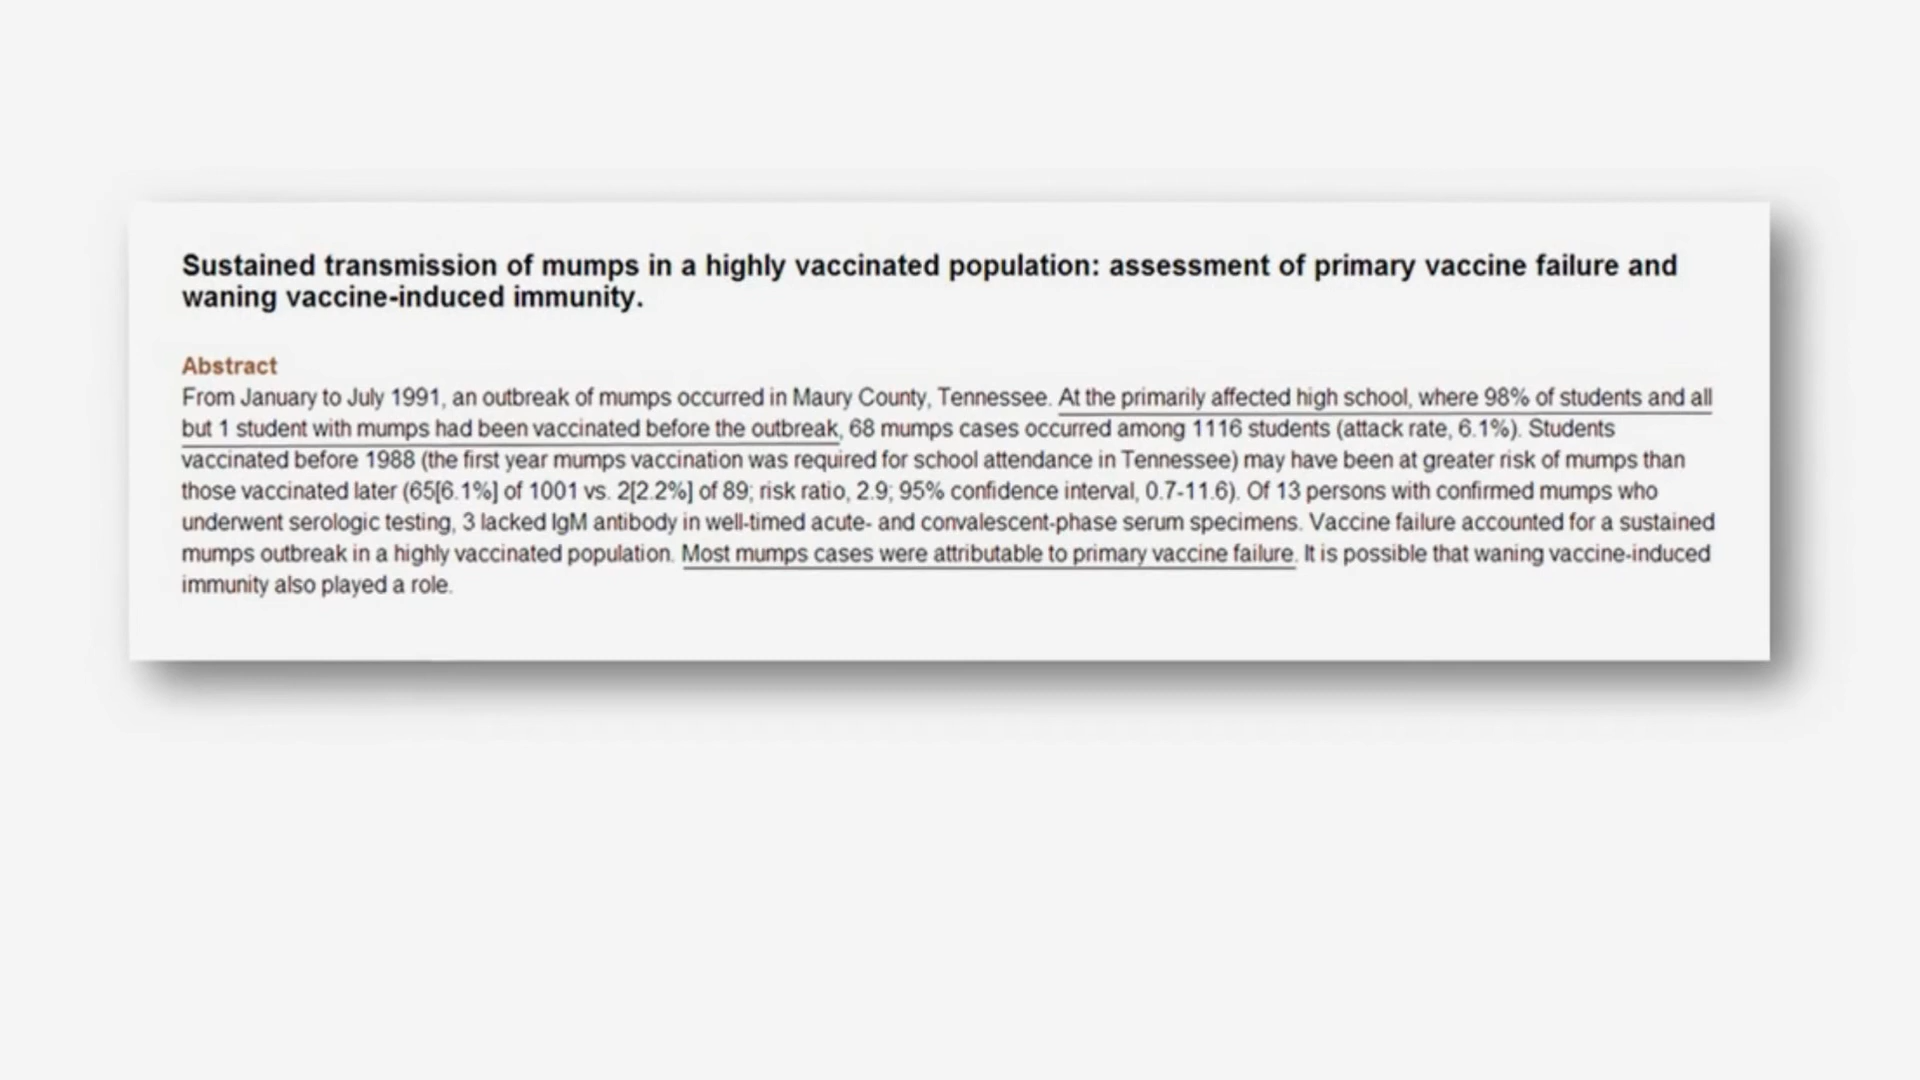 Sustained transmission of mumps in a highly vaccinated population: assessment of primary vaccine failure and
waning vaccine-induced immunity.
Abstract
From January to July 1991, an outbreak of mumps occurred in Maury County, Tennessee. At the primarily affected high school, where 98% of students and all
but 1 student with mumps had been vaccinated before the outbreak, 68 mumps cases occurred among 1116 students (attack rate, 6.1%). Students
vaccinated before 1988 (the first year mumps vaccination was required for school attendance in Tennessee) may have been at greater risk of mumps than
those vaccinated later (65[6.1%] of 1001 vs. 2[2.2%] of 89; risk ratio, 2.9; 95% confidence interval, 0.7-11.6). Of 13 persons with confirmed mumps who
underwent serologic testing, 3 lacked IgM antibody in well-timed acute- and convalescent-phase serum specimens. Vaccine failure accounted for a sustained
mumps outbreak in a highly vaccinated population. Most mumps cases were attributable to primary vaccine failure. It is possible that waning vaccine-induced
immunity also played a role.